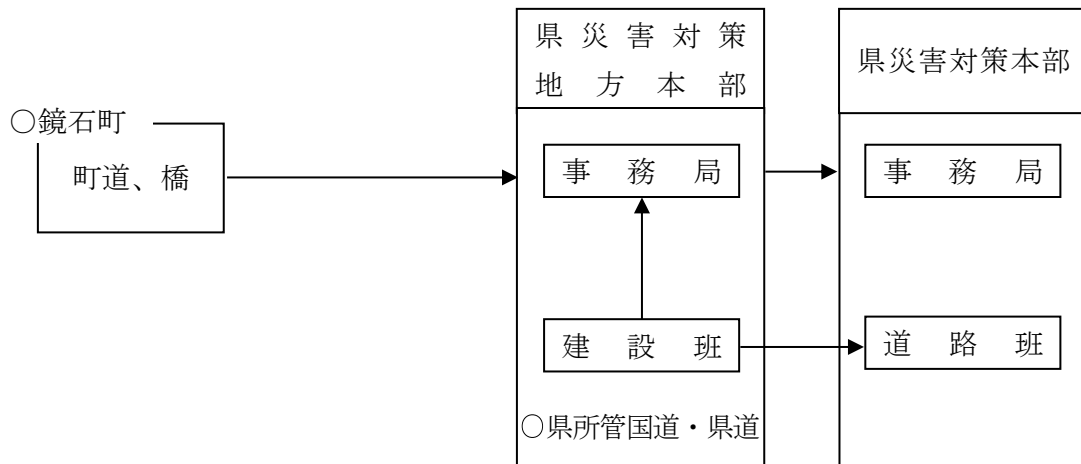 県災害対策
地方本部
県災害対策本部
○鏡石町
町道、橋
事務局
事務局
建設班
道路班
○県所管国道・県道